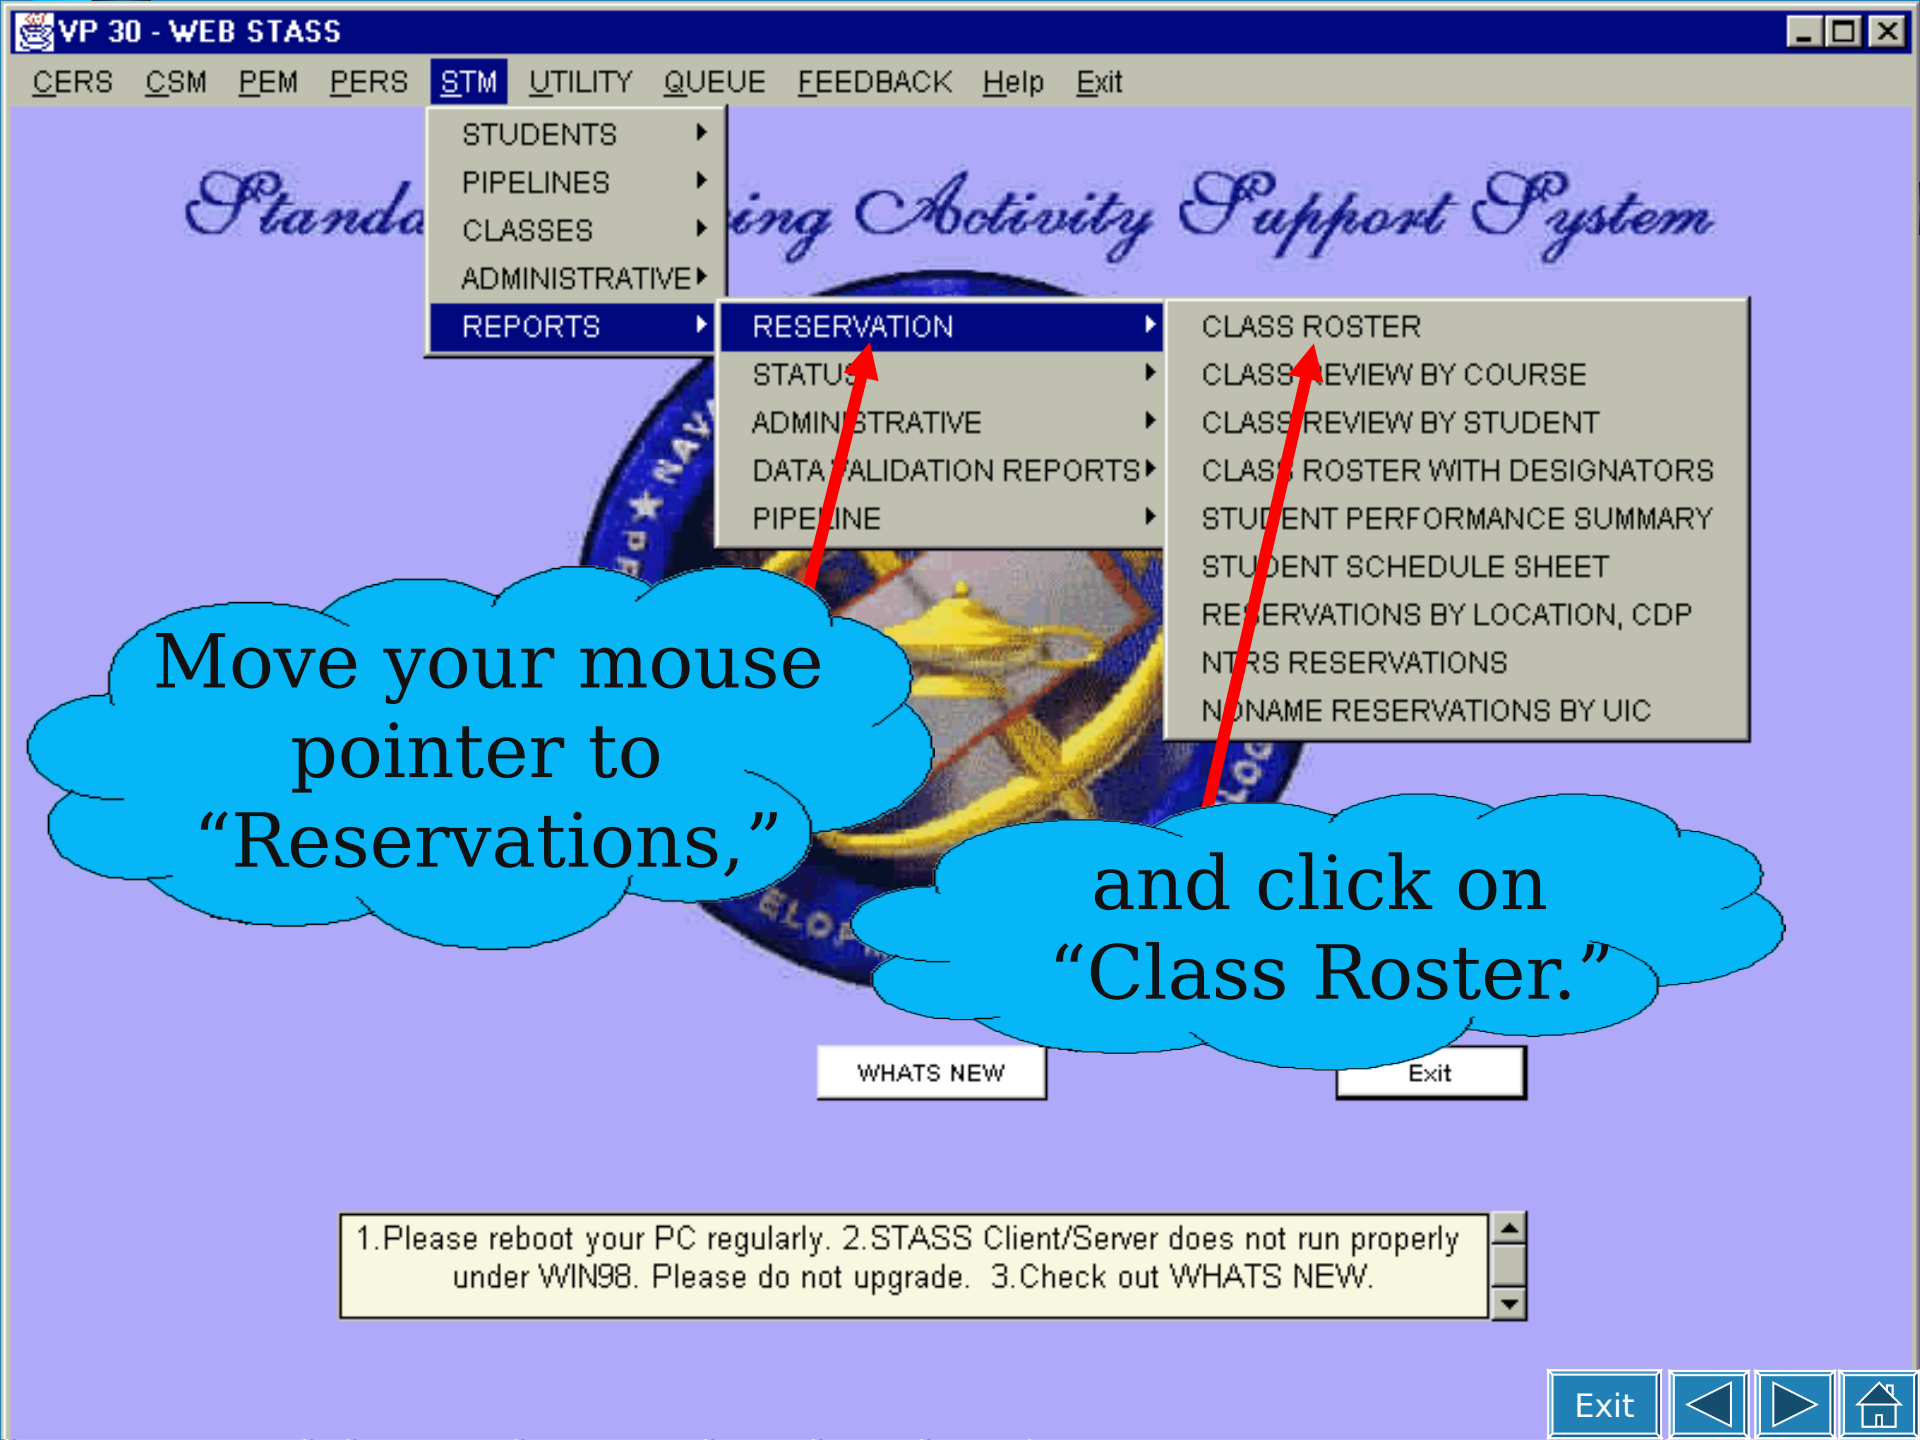 VP 30 - WEB STASS
CERS CSM PEM PERS STM UTILITY QUEUE FEEDBACK Help Exit
STUDENTS
PIPELINES
CLASSES
ADMINISTRATIVE
REPORTS
Activity Support System
RESERVATION
STATUS
ADMINISTRATIVE
DATA VALIDATION REPORTS
PIPELINE
CLASS ROSTER
CLASS REVIEW BY COURSE
CLASS REVIEW BY STUDENT
CLASS ROSTER WITH DESIGNATORS
STUDENT PERFORMANCE SUMMARY
STUDENT SCHEDULE SHEET
RESERVATIONS BY LOCATION, CDP
NTRS RESERVATIONS
NONAME RESERVATIONS BY UIC
Move your mouse
pointer to
“Reservations,”
and click on
“Class Roster.”
WHATS NEW
Exit
1.Please reboot your PC regularly. 2.STASS Client/Server does not run properly
under WIN98. Please do not upgrade. 3.Check out WHATS NEW.
Exit